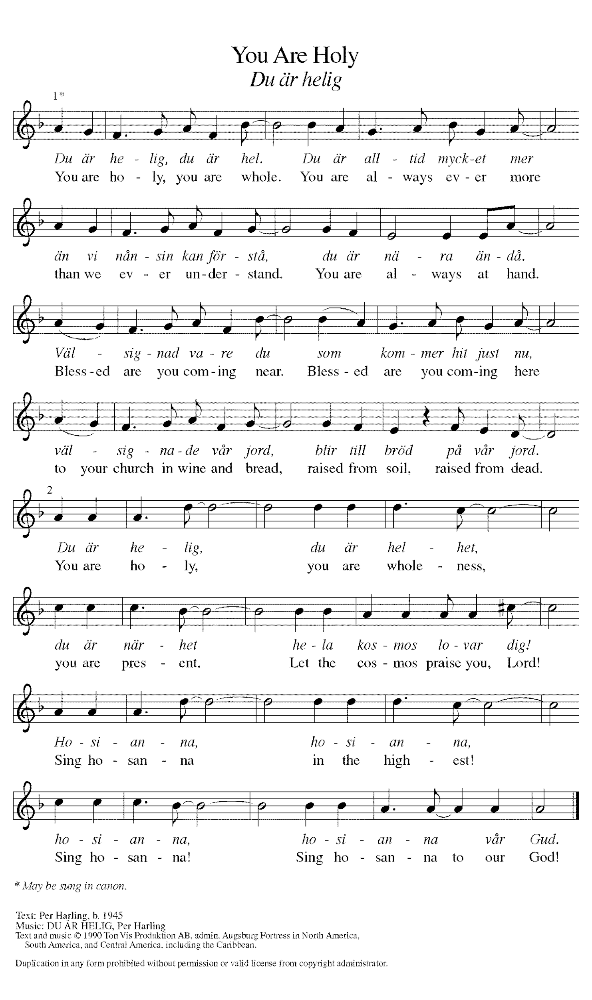 You Are Holy
Du är helig
1*
Du är he - lig, du är hel. Du är all - tid myck-et mer
You are ho - ly, you are whole. You are al - ways ev - er more
än vi nån - sin kan för - stå, du är nä - ra än - då.
than we ev - er un-der - stand. You are al - ways at hand.
Väl - sig - nad va - re du som kom - mer hit just nu,
Bless-ed are you com-ing near. Bless - ed are you com-ing here
väl - sig - na-de vår jord, blir till bröd på vår jord.
to your church in wine and bread, raised from soil, raised from dead.
2
Du är he - lig, du är hel - het,
You are ho - ly, you are whole - ness,
du är när - het he - la kos - mos lo - var dig!
you are pres - ent. Let the cos - mos praise you, Lord!
Ho - si - an - na, ho - si - an - na,
Sing ho - san - na in the high - est!
ho - si - an - na, ho - si - an - na vår Gud.
Sing ho - san - na! Sing ho - san - na to our God!
* May be sung in canon.
Text: Per Harling, b. 1945
Music: DU ÄR HELIG, Per Harling
Text and music © 1990 Ton Vis Produktion AB, admin. Augsburg Fortress in North America,
South America, and Central America, including the Caribbean.
Duplication in any form prohibited without permission or valid license from copyright administrator.